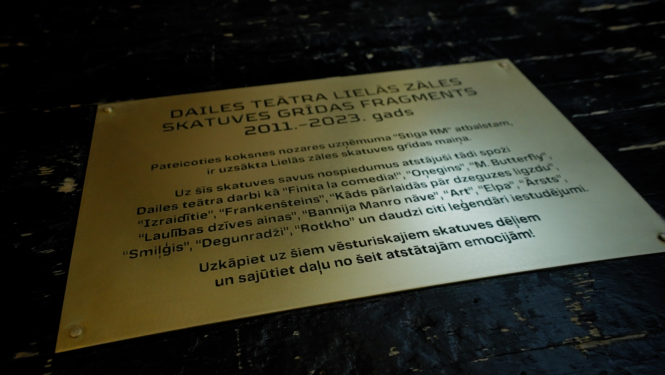 DAILES TEĀTRA LIELĀS ZĀLES
SKATUVES GRĪDAS FRAGMENTS
2011.–2023. gads
Pateicoties koksnes nozares uzņēmuma "Stiga RM" atbalstam,
ir uzsākta Lielās zāles skatuves grīdas maiņa.
Uz šīs skatuves savus nospiedumus atstājuši tādi spoži
Dailes teātra darbi kā "Finita la comedia!", "Oņegins", "M. Butterfly",
"Izraidītie", "Frankenšteins", "Kāds pārlaidās pār dzeguzes ligzdu",
"Laulības dzīves ainas", "Bannija Manro nāve", "Art", "Eipa", "Ārsts",
"Smiļģis", "Degunradži", "Rotkho" un daudzi citi leģendāri iestudējumi.
Uzkāpiet uz šiem vēsturiskajiem skatuves dēļiem
un sajūtiet daļu no šeit atstātajām emocijām!